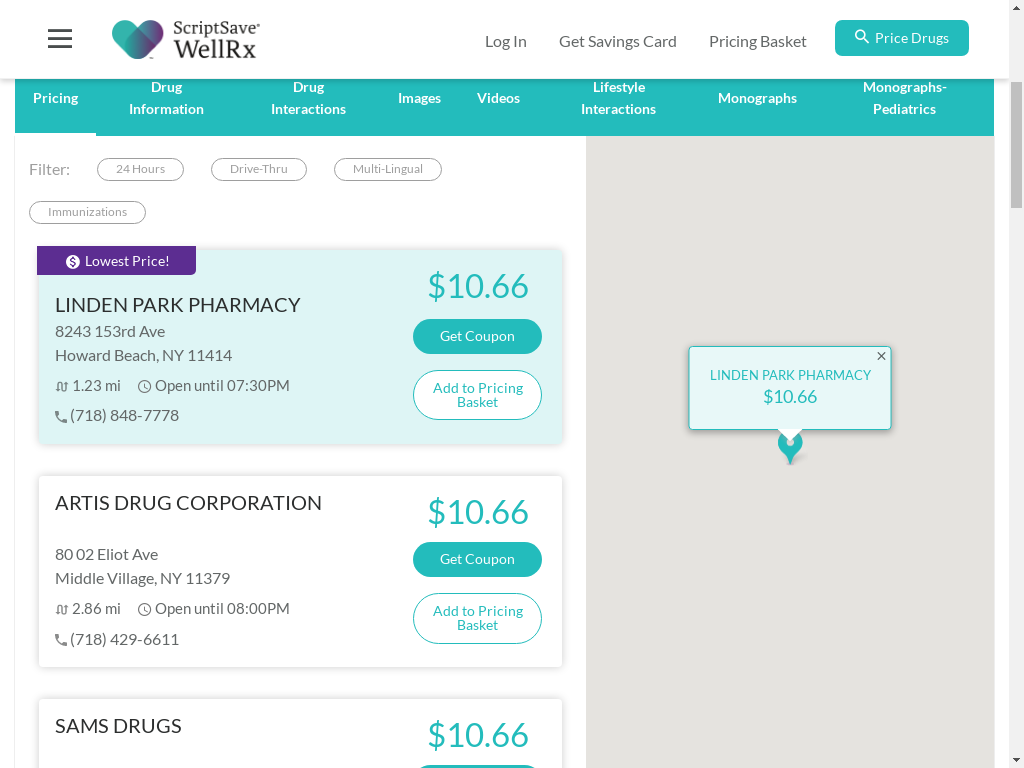 ScriptSave®
WellRx
Log In
Get Savings Card
Pricing Basket
Price Drugs
Pricing
Drug
Information
Drug
Interactions
Images
Videos
Lifestyle
Interactions
Monographs
Monographs-
Pediatrics
Filter:
24 Hours
Drive-Thru
Multi-Lingual
Immunizations
Lowest Price!
LINDEN PARK PHARMACY
8243 153rd Ave
Howard Beach, NY 11414
1.23 mi
Open until 07:30PM
(718) 848-7778
$10.66
Get Coupon
Add to Pricing
Basket
ARTIS DRUG CORPORATION
80 02 Eliot Ave
Middle Village, NY 11379
2.86 mi
Open until 08:00PM
(718) 429-6611
$10.66
Get Coupon
Add to Pricing
Basket
SAMS DRUGS
$10.66
LINDEN PARK PHARMACY
$10.66